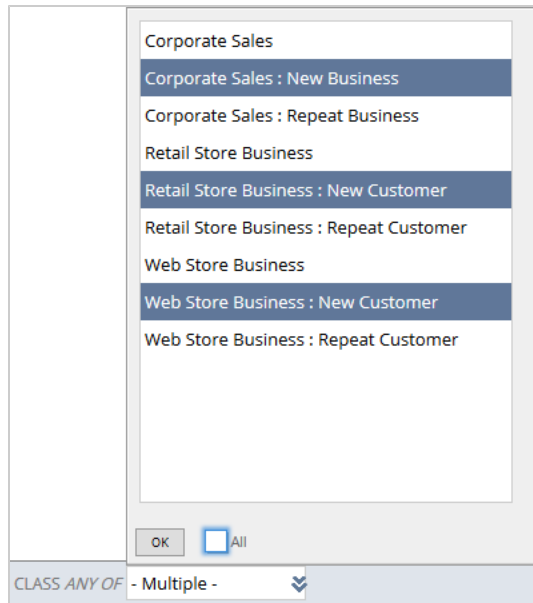 Corporate Sales
Corporate Sales : New Business
Corporate Sales : Repeat Business
Retail Store Business
Retail Store Business : New Customer
Retail Store Business : Repeat Customer
Web Store Business
Web Store Business : New Customer
Web Store Business : Repeat Customer
OK All
CLASS ANY OF - Multiple -